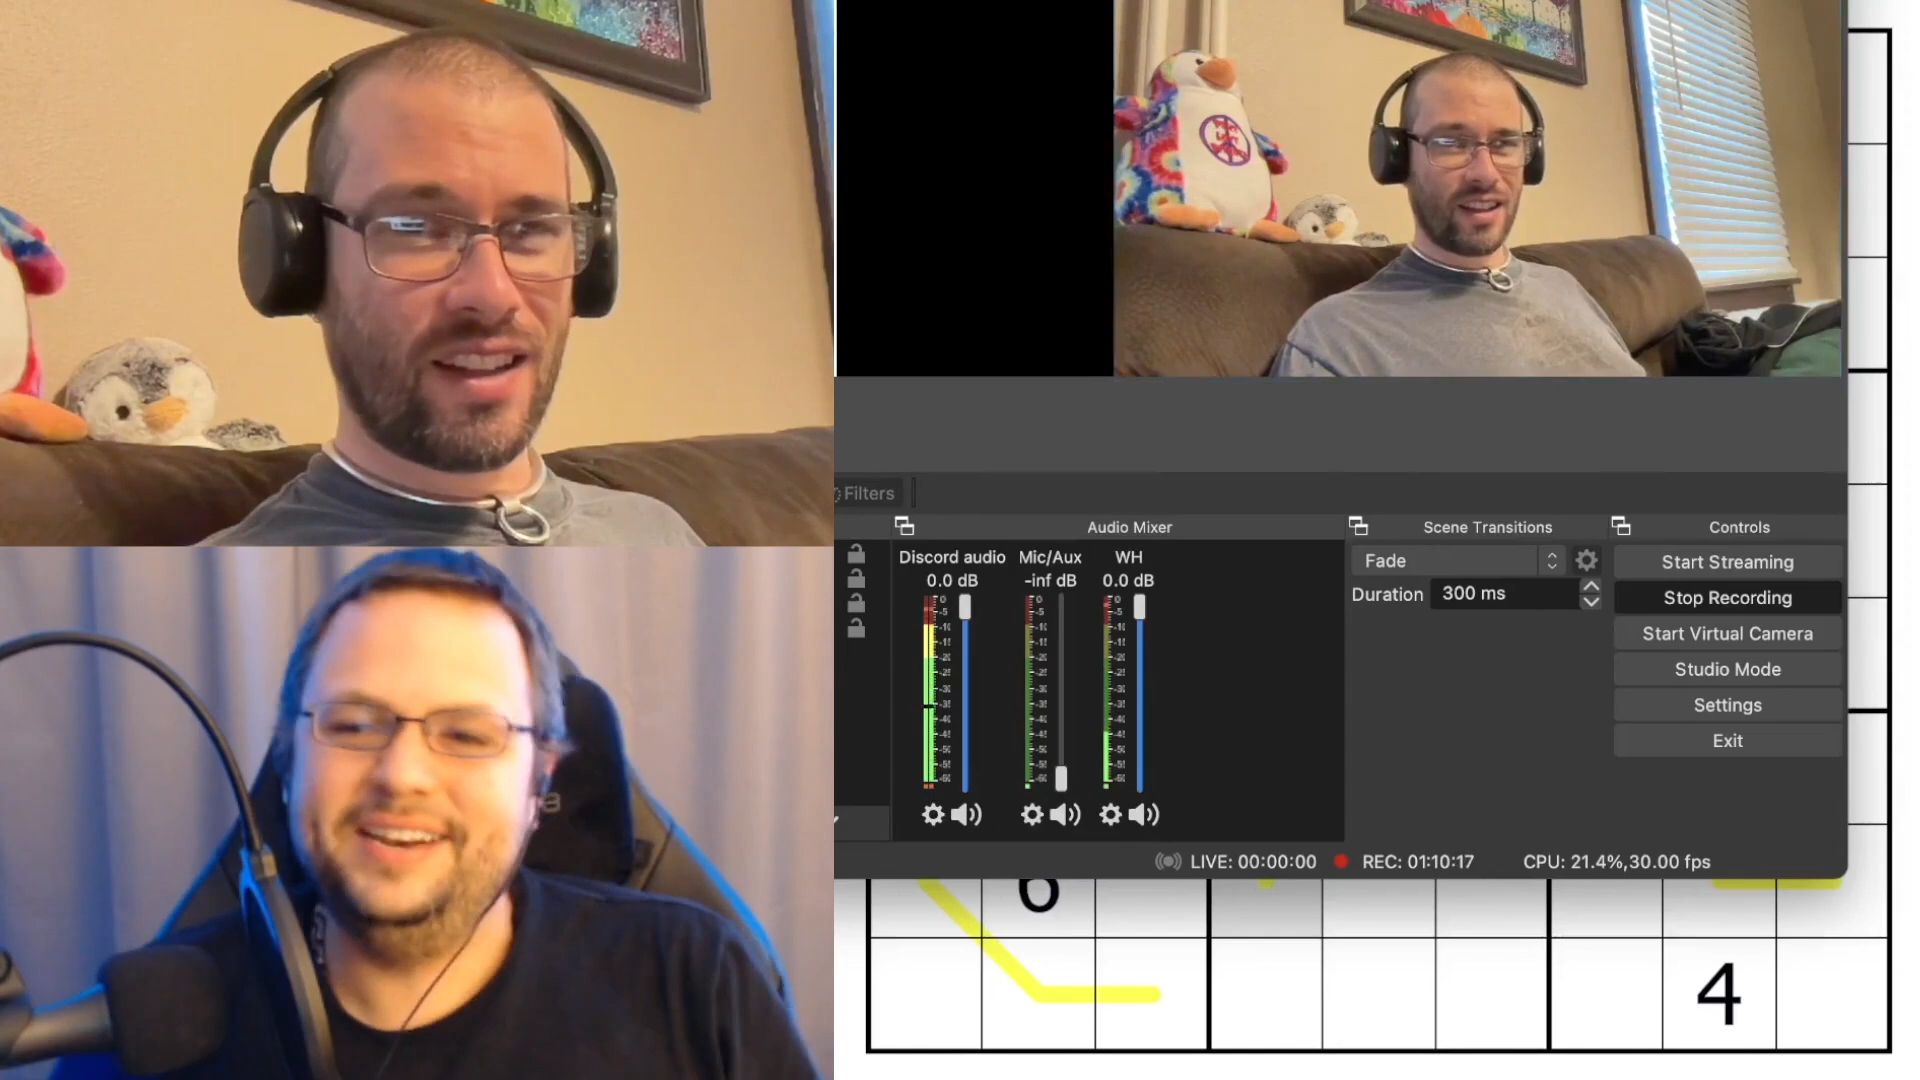 Filters
Audio Mixer
Scene Transitions
Controls
Discord audio
Mic/Aux
WH
0.0 dB
-inf dB
0.0 dB
Fade
Duration
300 ms
Start Streaming
Stop Recording
Start Virtual Camera
Studio Mode
Settings
Exit
LIVE: 00:00:00
REC: 01:10:17
CPU: 21.4%,30.00 fps
6
4